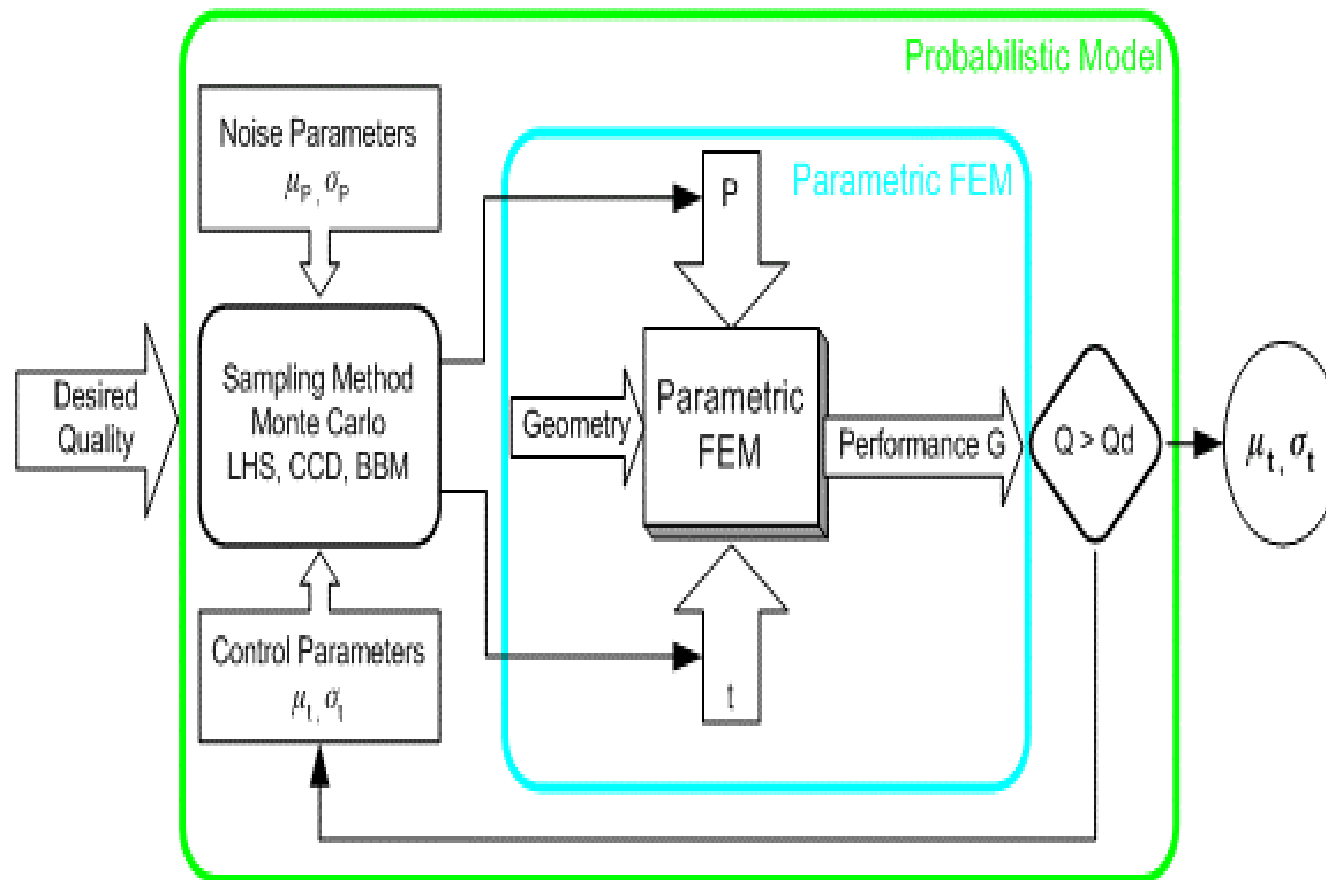 Probabilistic Model
Noise Parameters
μP, σP
Parametric FEM
P
Desired
Quality
Sampling Method
Monte Carlo
LHS, CCD, BBM
Geometry
Parametric
FEM
Performance G
Q > Qd
μt, σt
Control Parameters
μt, σt
t